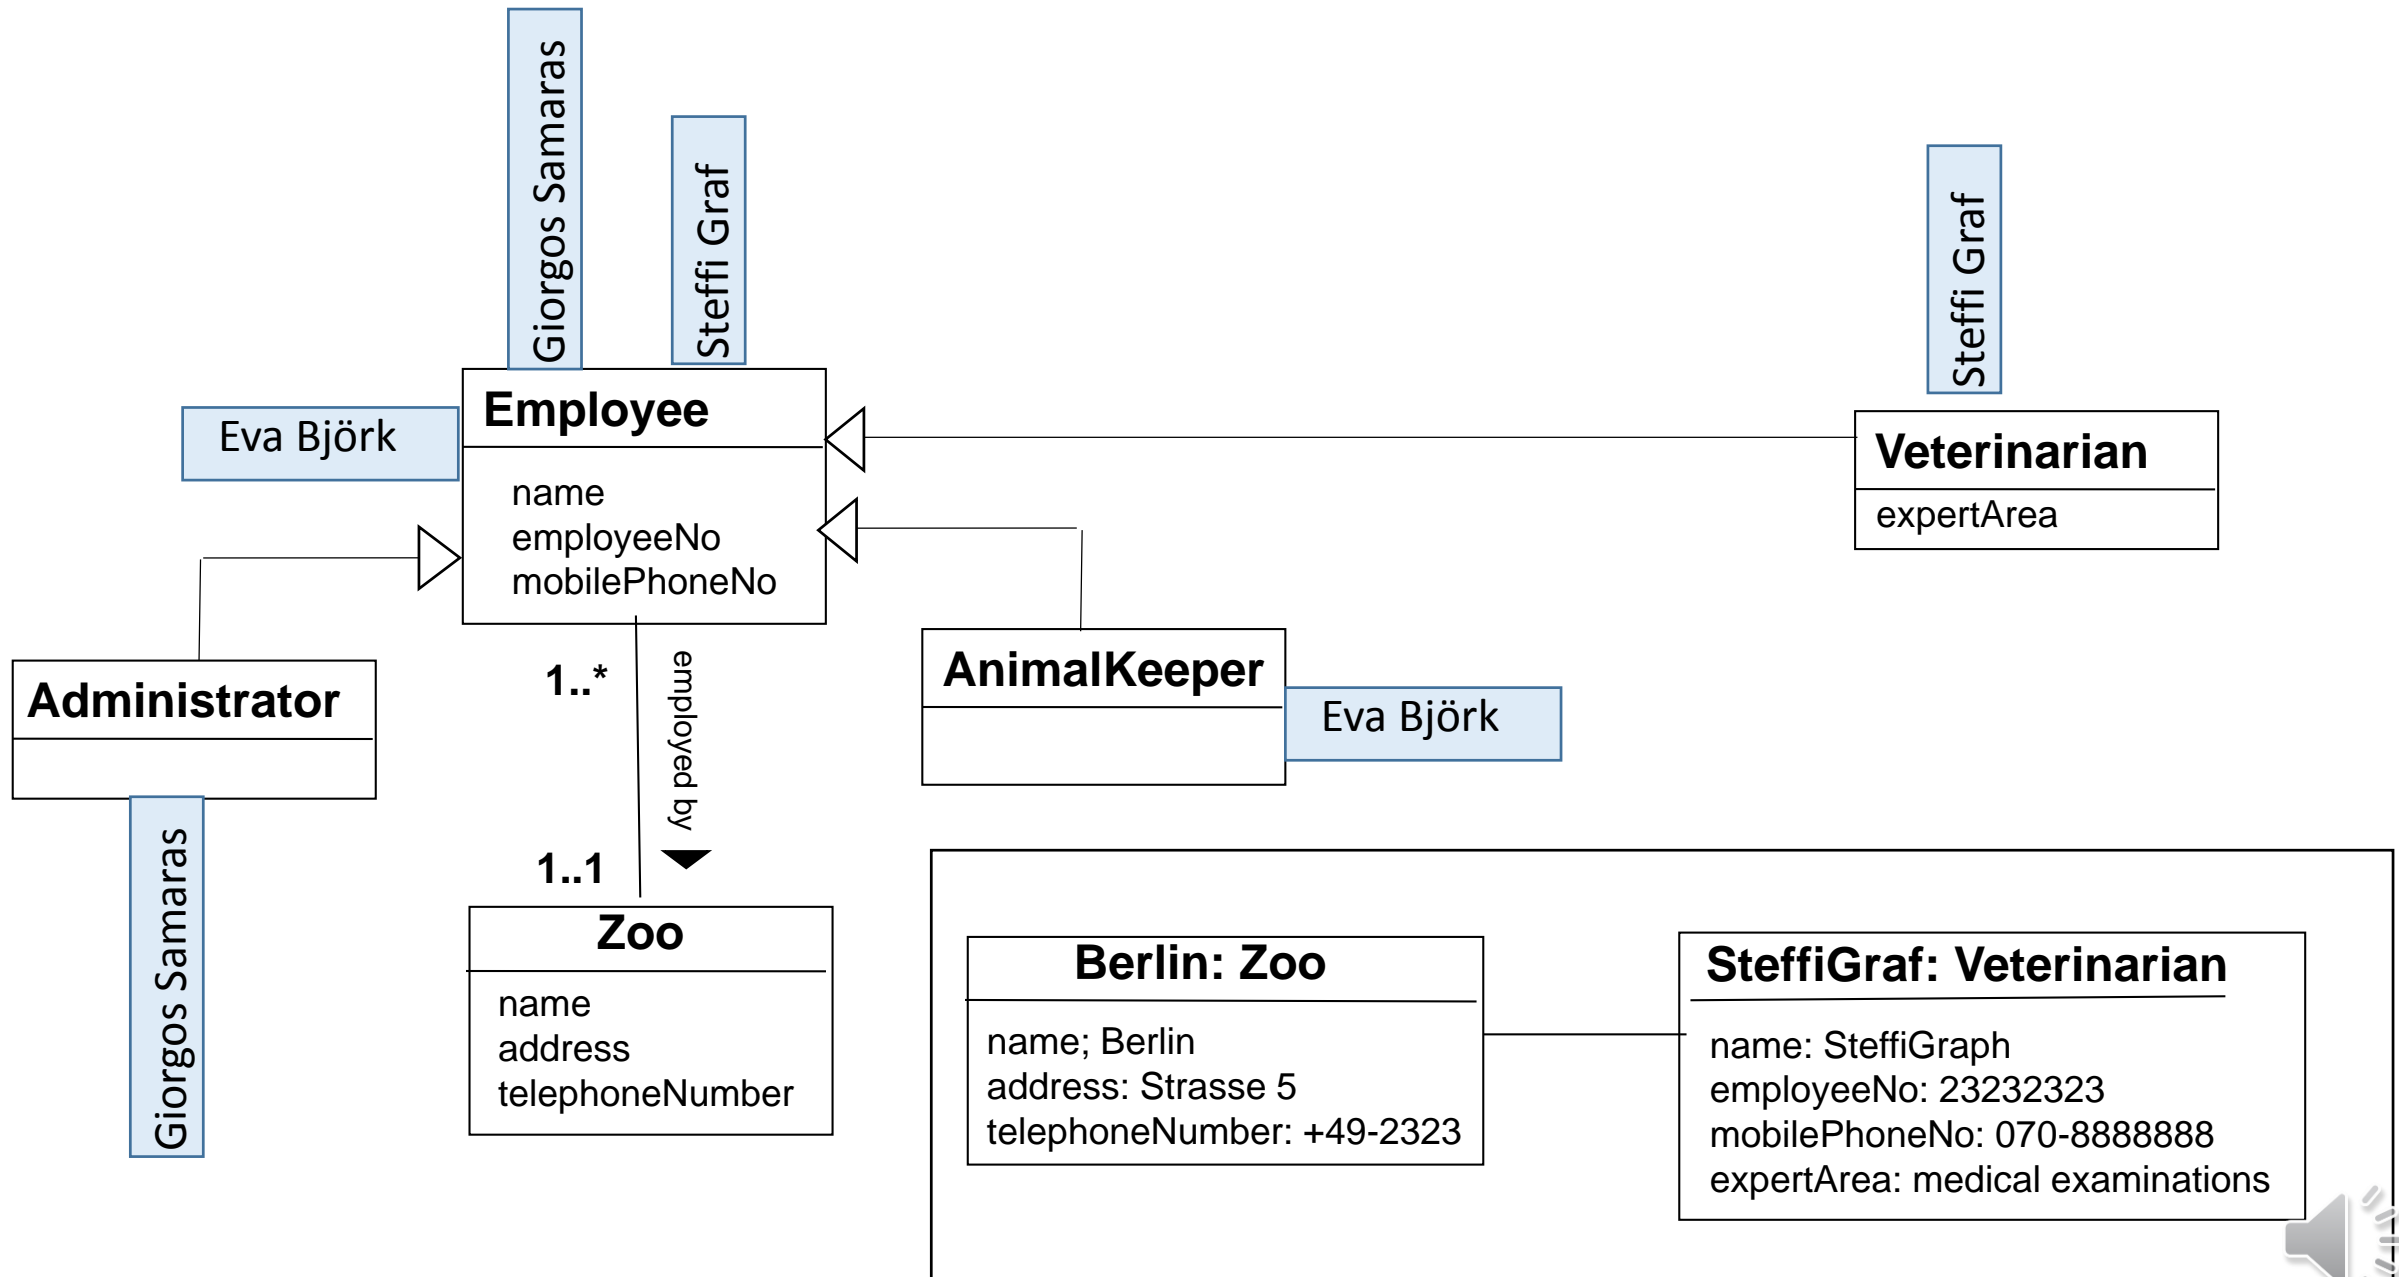 Giorgos Samaras
Steffi Graf
Steffi Graf
Eva Björk
Employee
name
employeeNo
mobilePhoneNo
Veterinarian
expertArea
Administrator
Giorgos Samaras
1..*
employed by
1..1
AnimalKeeper
Eva Björk
Zoo
name
address
telephoneNumber
Berlin: Zoo
name; Berlin
address: Strasse 5
telephoneNumber: +49-2323
SteffiGraf: Veterinarian
name: SteffiGraph
employeeNo: 23232323
mobilePhoneNo: 070-8888888
expertArea: medical examinations